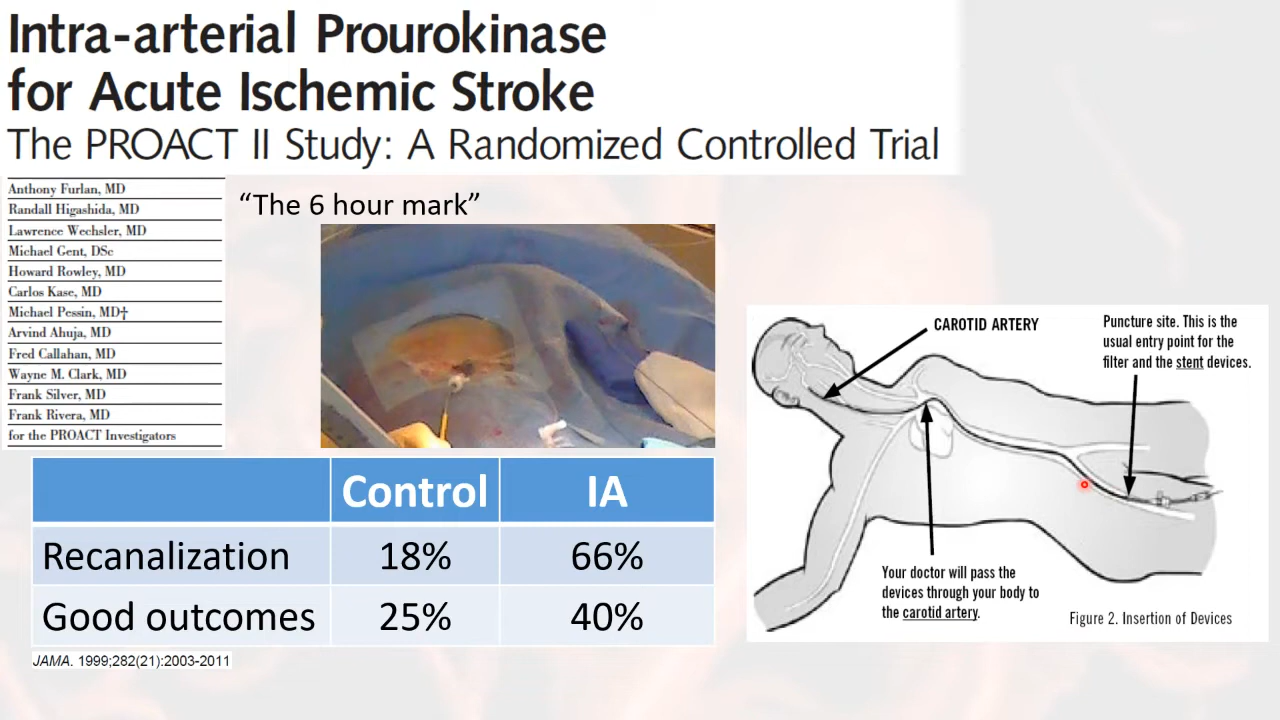 Intra-arterial Prourokinase
for Acute Ischemic Stroke
The PROACT II Study: A Randomized Controlled Trial
Anthony Furlan, MD
Randall Higashida, MD
Lawrence Wechsler, MD
Michael Gent, DSc
Howard Rowley, MD
Carlos Kase, MD
Michael Pessin, MD†
Arvind Ahuja, MD
Fred Callahan, MD
Wayne M. Clark, MD
Frank Silver, MD
Frank Rivera, MD
for the PROACT Investigators
“The 6 hour mark”
Control IA
Recanalization 18% 66%
Good outcomes 25% 40%
JAMA. 1999;282(21):2003-2011
CAROTID ARTERY
Puncture site. This is the
usual entry point for the
filter and the stent devices.
Your doctor will pass the
devices through your body to
the carotid artery.
Figure 2. Insertion of Devices